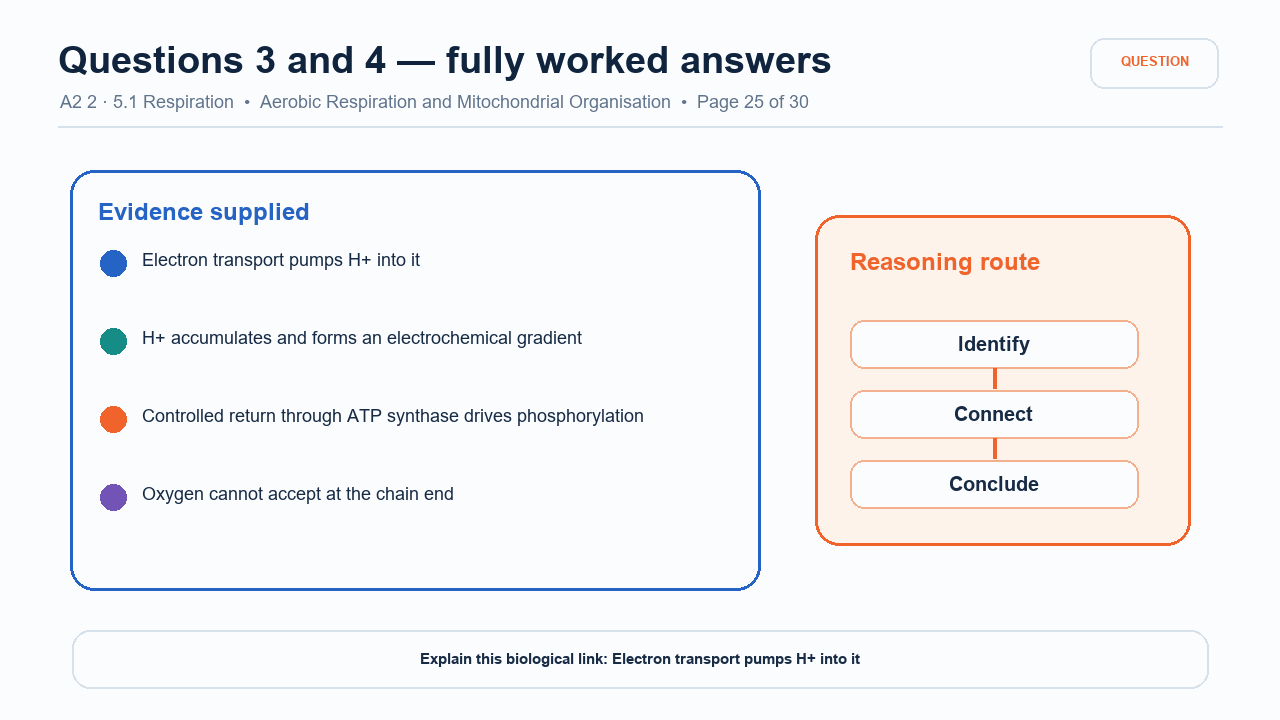 Questions 3 and 4 — fully worked answers
QUESTION
A2 2 · 5.1 Respiration • Aerobic Respiration and Mitochondrial Organisation • Page 25 of 30
Evidence supplied
Electron transport pumps H+ into it
H+ accumulates and forms an electrochemical gradient
Controlled return through ATP synthase drives phosphorylation
Oxygen cannot accept at the chain end
Reasoning route
Identify
Connect
Conclude
Explain this biological link: Electron transport pumps H+ into it